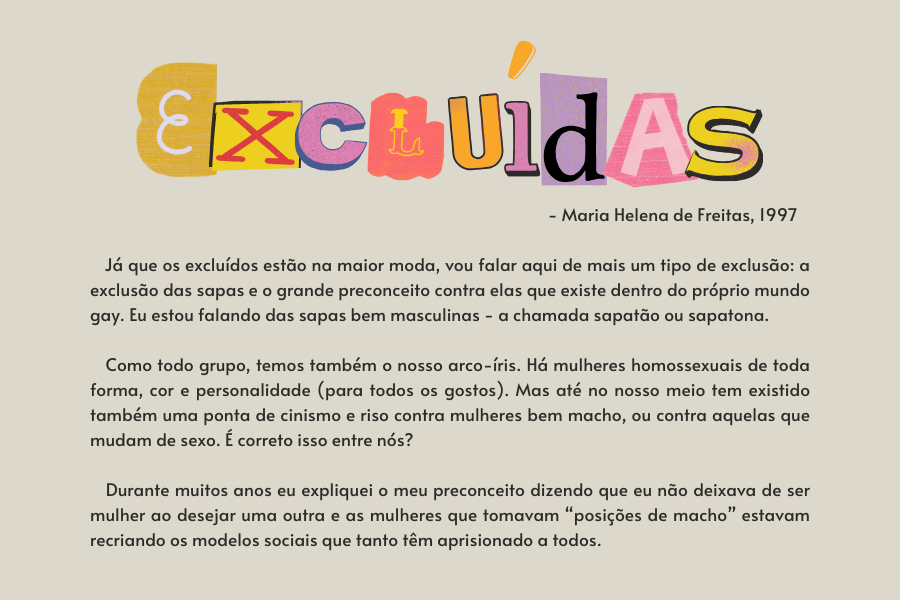 Excluídas
- Maria Helena de Freitas, 1997
Já que os excluídos estão na maior moda, vou falar aqui de mais um tipo de exclusão: a
exclusão das sapas e o grande preconceito contra elas que existe dentro do próprio mundo
gay. Eu estou falando das sapas bem masculinas - a chamada sapatão ou sapatona.
Como todo grupo, temos também o nosso arco-íris. Há mulheres homossexuais de toda
forma, cor e personalidade (para todos os gostos). Mas até no nosso meio tem existido
também uma ponta de cinismo e riso contra mulheres bem macho, ou contra aquelas que
mudam de sexo. É correto isso entre nós?
Durante muitos anos eu expliquei o meu preconceito dizendo que eu não deixava de ser
mulher ao desejar uma outra e as mulheres que tomavam “posições de macho” estavam
recriando os modelos sociais que tanto têm aprisionado a todos.